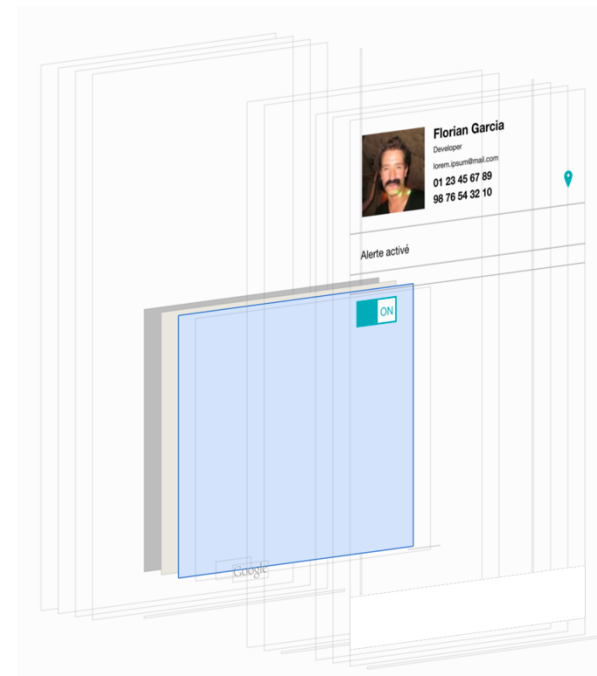 Florian Garcia
Developer
lorem.ipsum@mail.com
01 23 45 67 89
98 76 54 32 10
Alerte activé
ON
Google